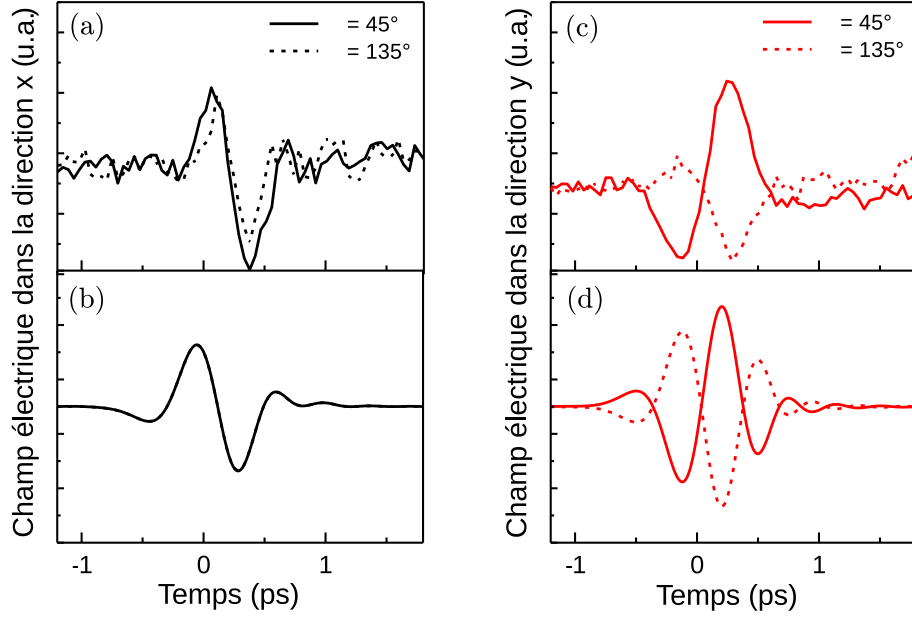 (a)
= 45°
= 135°
Champ électrique dans la direction x (u.a.)
(b)
-1 0 1
Temps (ps)
(c)
= 45°
= 135°
Champ électrique dans la direction y (u.a.)
(d)
-1 0 1
Temps (ps)